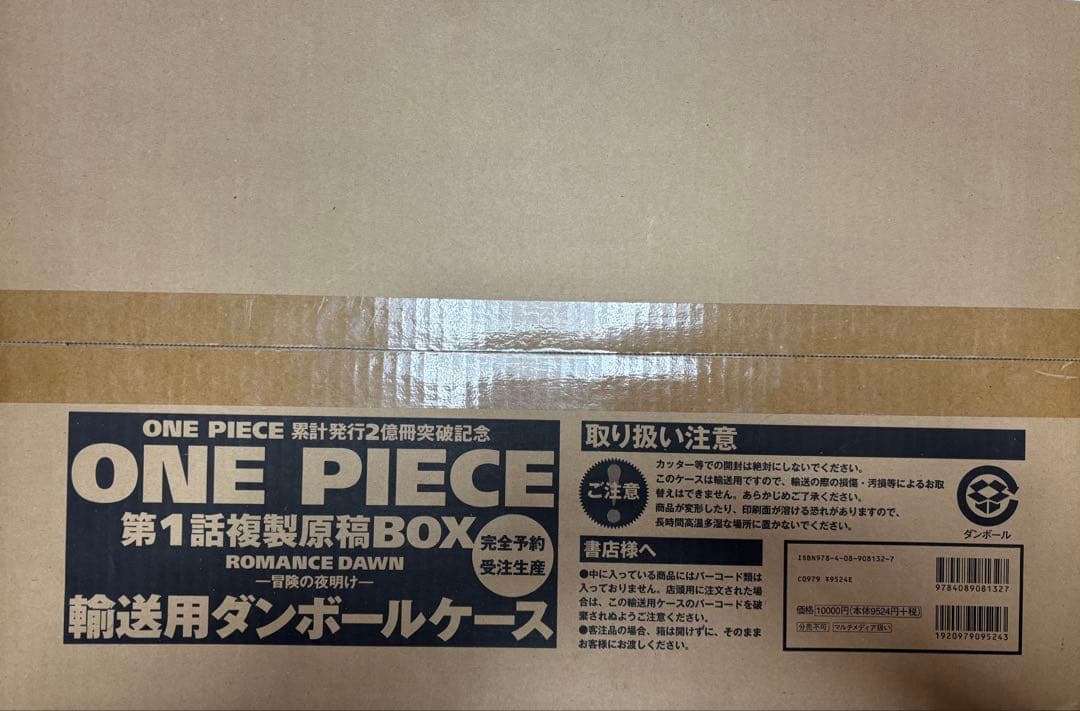 ONE PIECE 累計発行2億冊突破記念
ONE PIECE
第1話複製原稿BOX
ROMANCE DAWN
―冒険の夜明け―
完全予約
受注生産
輸送用ダンボールケース
取り扱い注意
ご注意
カッター等での開封は絶対にしないでください。
このケースは輸送用ですので、輸送の際の損傷・汚損等によるお取
替えはできません。あらかじめご了承ください。
商品が変形したり、印刷面が溶ける恐れがありますので、
長時間高温多湿な場所に置かないでください。
ダンボール
書店様へ
●中に入っている商品にはバーコード類は
入っておりません。店頭用に注文された場
合は、この輸送用ケースのバーコードを破
棄されぬようご注意ください。
●客注品の場合、箱は開けずに、そのまま
お客様にお渡しください。
ISBN978-4-08-908132-7
C0979 ¥9524E
価格 10000円(本体9524円+税)
分売不可 マルチメディア扱い
9784089081327
1920979095243